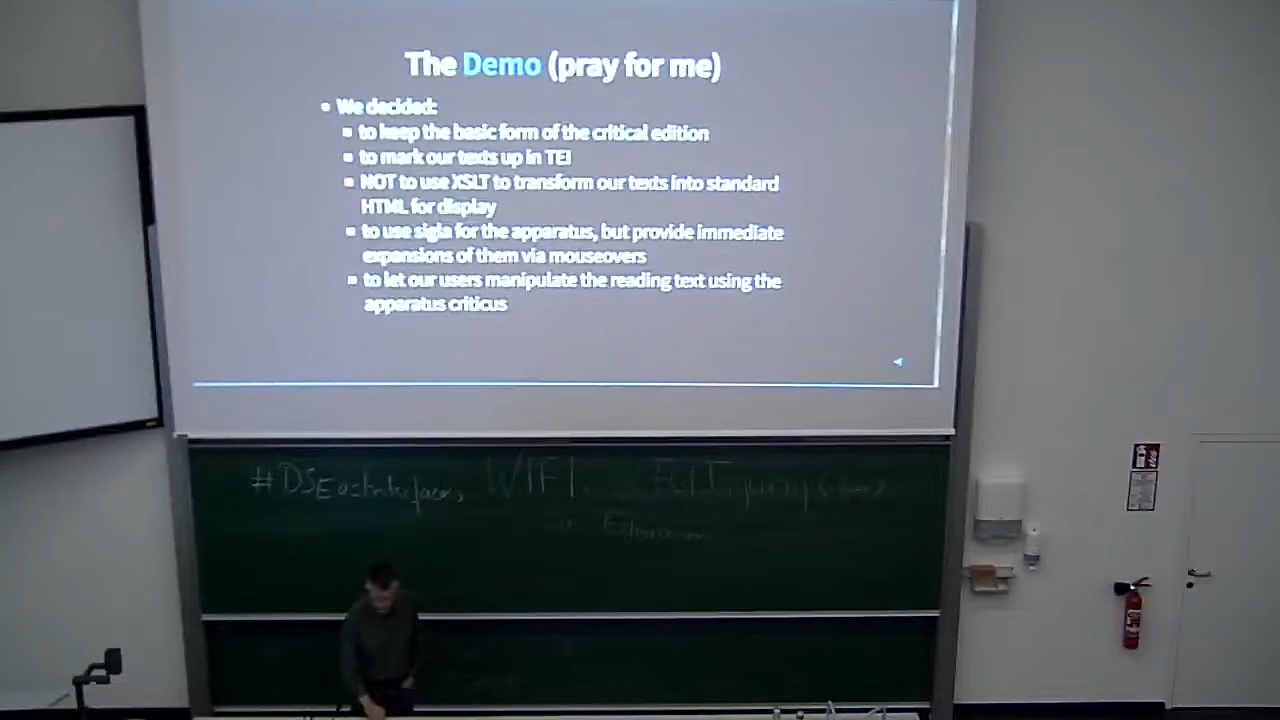 The Demo (pray for me)
We decided:
to keep the basic form of the critical edition
to mark our texts up in TEI
NOT to use XSLT to transform our texts into standard
HTML for display
to use sigla for the apparatus, but provide immediate
expansions of them via mouseovers
to let our users manipulate the reading text using the
apparatus criticus
WIFI: